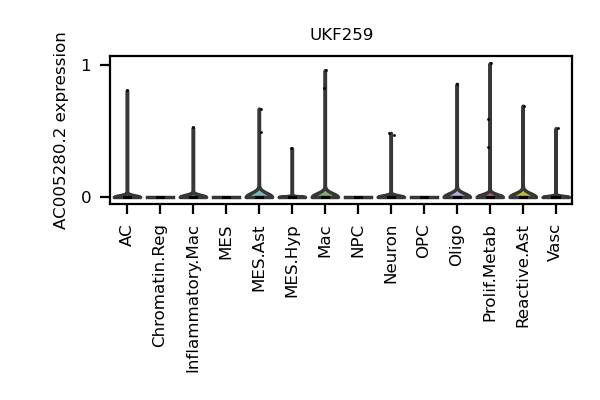 UKF259
AC005280.2 expression
1
0
AC
Chromatin.Reg
Inflammatory.Mac
MES
MES.Ast
MES.Hyp
Mac
NPC
Neuron
OPC
Oligo
Prolif.Metab
Reactive.Ast
Vasc